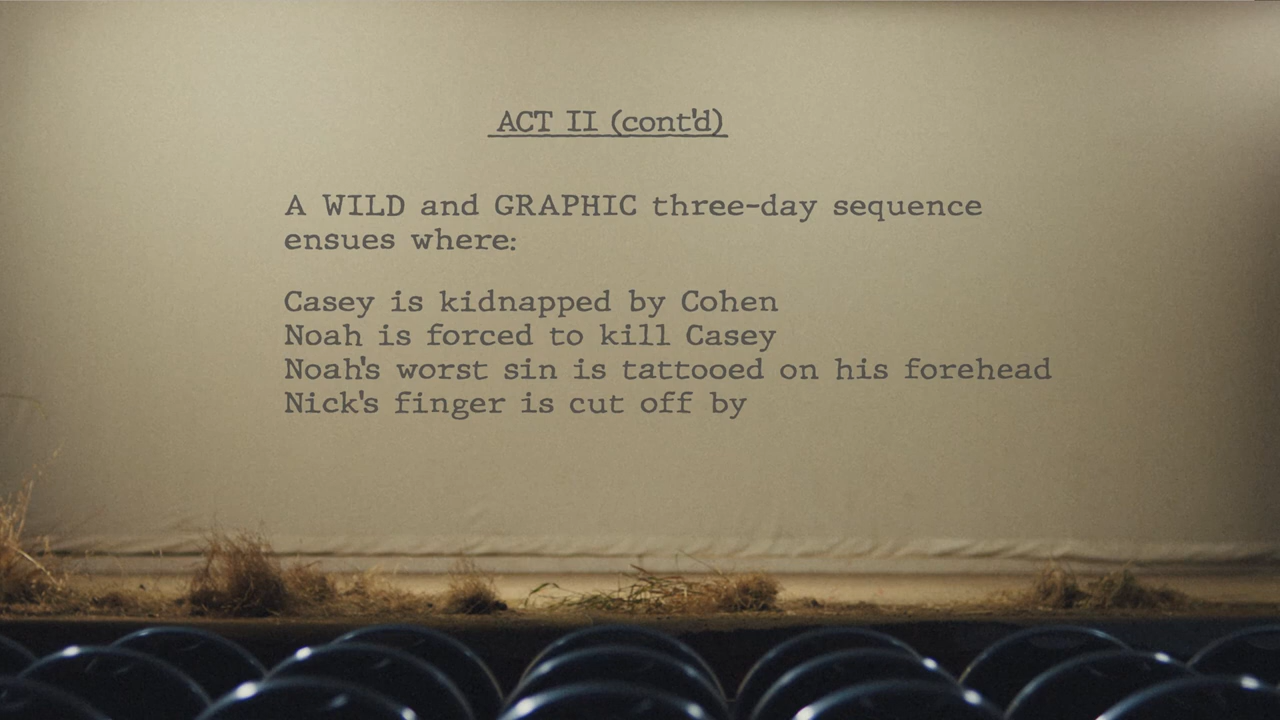 ACT II (cont'd)
A WILD and GRAPHIC three-day sequence
ensues where:
Casey is kidnapped by Cohen
Noah is forced to kill Casey
Noah's worst sin is tattooed on his forehead
Nick's finger is cut off by